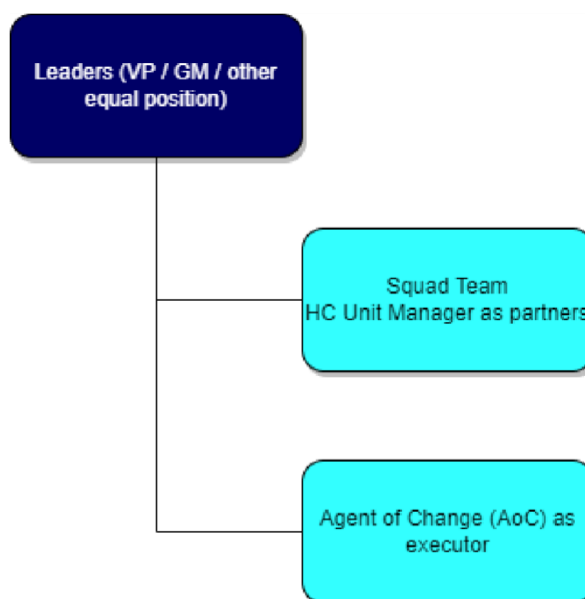 Leaders (VP / GM / other
equal position)
Squad Team
HC Unit Manager as partners
Agent of Change (AoC) as
executor